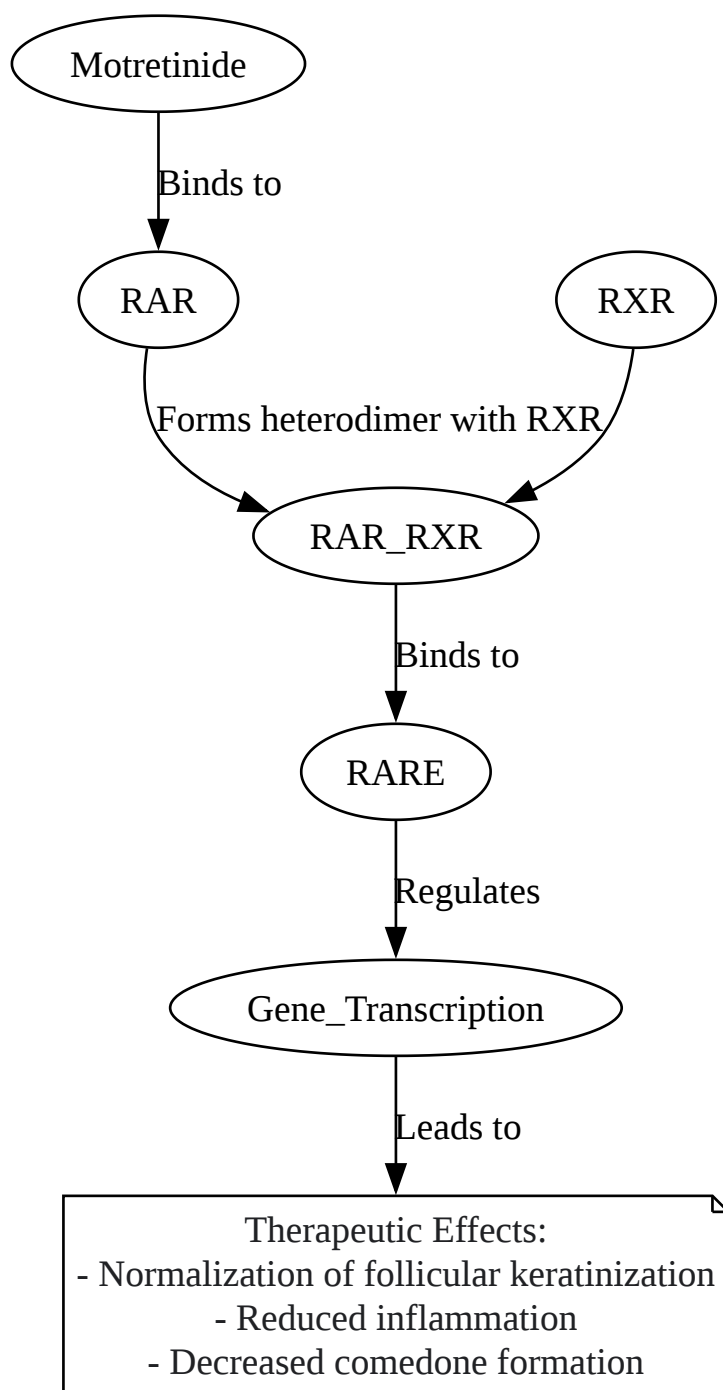 Motretinide
Binds to
RAR
RXR
Forms heterodimer with RXR
RAR_RXR
Binds to
RARE
Regulates
Gene_Transcription
Leads to
Therapeutic Effects:
- Normalization of follicular keratinization
- Reduced inflammation
- Decreased comedone formation